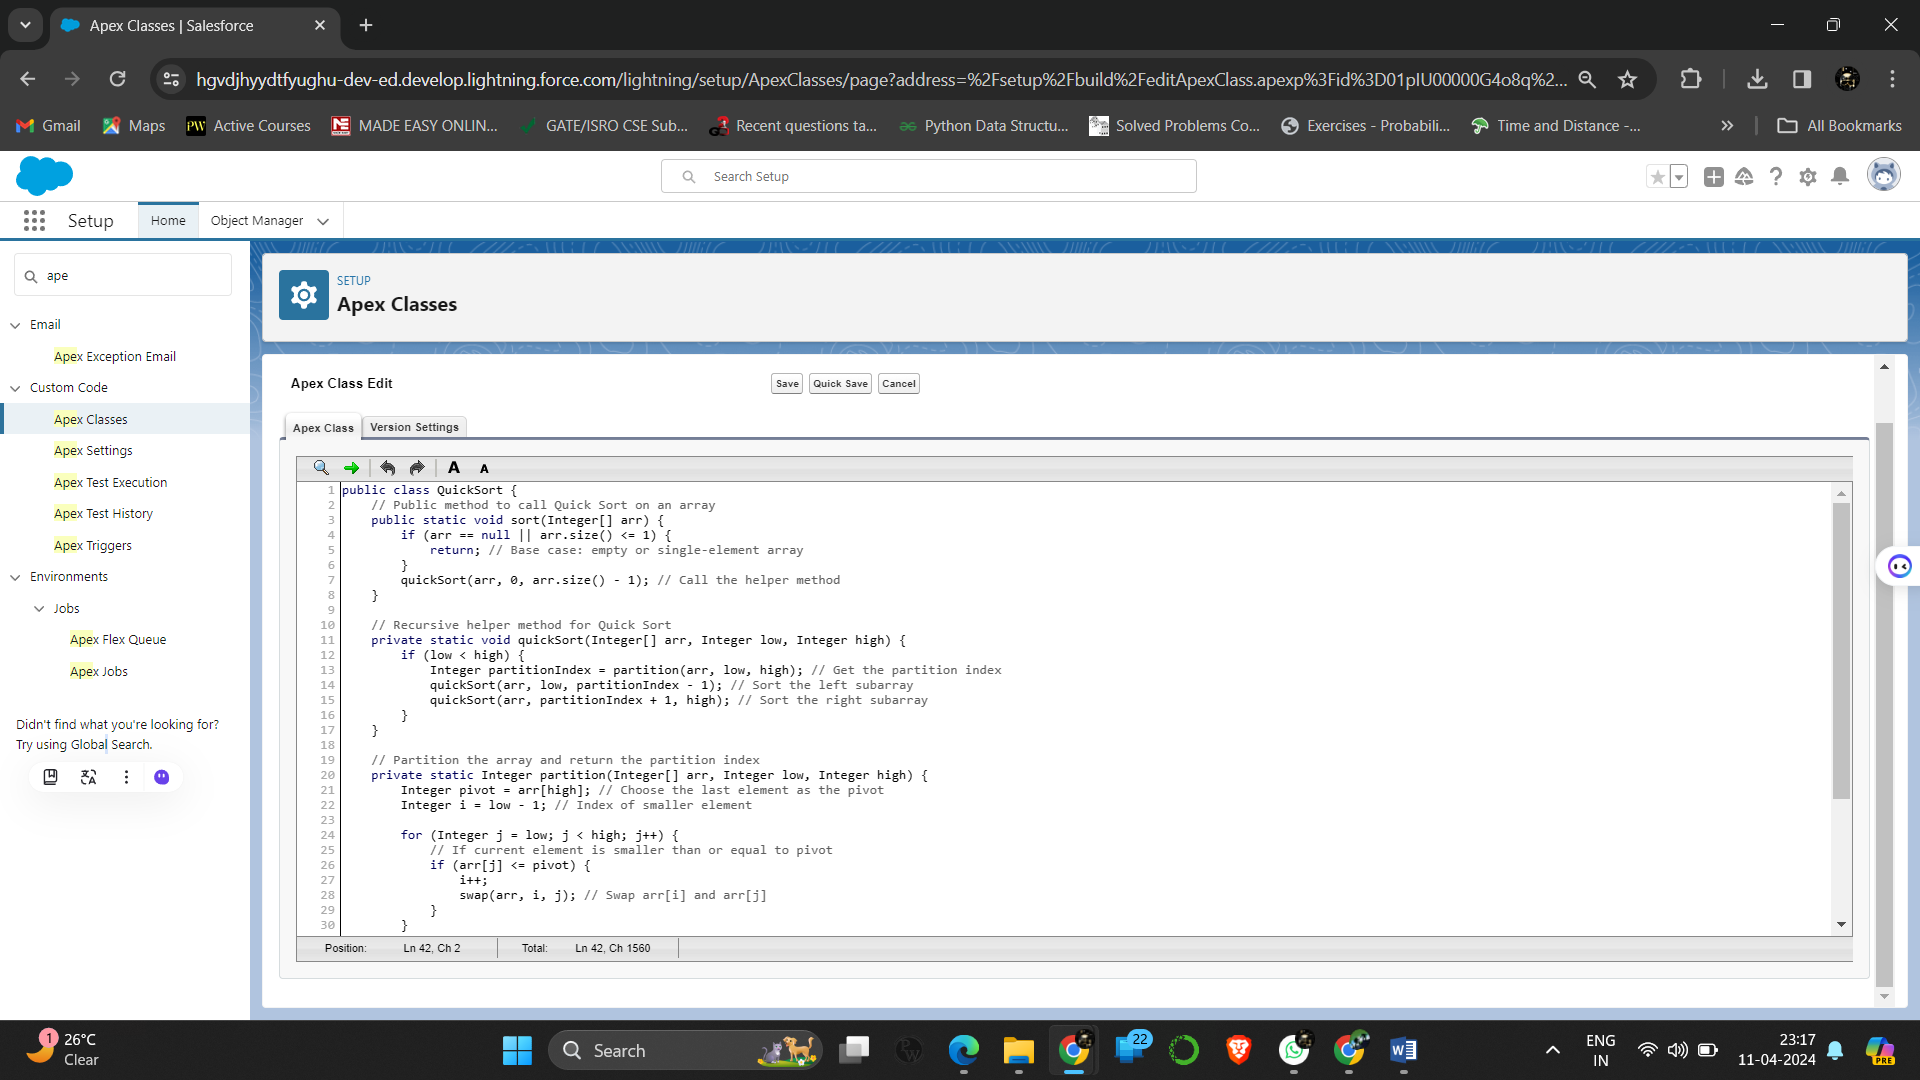 Apex Classes | Salesforce
hgvdjhyydtfyughu-dev-ed.develop.lightning.force.com/lightning/setup/ApexClasses/page?address=%2Fsetup%2Fbuild%2FeditApexClass.apexp%3Fid%3D01pIU00000G4o8q%2...
Gmail Maps PW Active Courses MADE EASY ONLIN... GATE/ISRO CSE Sub... Recent questions ta... Python Data Structu... Solved Problems Co... Exercises - Probabili... Time and Distance -... All Bookmarks
Search Setup
Setup Home Object Manager
ape
Email
Apex Exception Email
Custom Code
Apex Classes
Apex Settings
Apex Test Execution
Apex Test History
Apex Triggers
Environments
Jobs
Apex Flex Queue
Apex Jobs
Didn't find what you're looking for?
Try using Global Search.
SETUP
Apex Classes
Apex Class Edit Save Quick Save Cancel
Apex Class Version Settings
A A
1 public class QuickSort {
2 // Public method to call Quick Sort on an array
3 public static void sort(Integer[] arr) {
4 if (arr == null || arr.size() <= 1) {
5 return; // Base case: empty or single-element array
6 }
7 quickSort(arr, 0, arr.size() - 1); // Call the helper method
8 }
9
10 // Recursive helper method for Quick Sort
11 private static void quickSort(Integer[] arr, Integer low, Integer high) {
12 if (low < high) {
13 Integer partitionIndex = partition(arr, low, high); // Get the partition index
14 quickSort(arr, low, partitionIndex - 1); // Sort the left subarray
15 quickSort(arr, partitionIndex + 1, high); // Sort the right subarray
16 }
17 }
18
19 // Partition the array and return the partition index
20 private static Integer partition(Integer[] arr, Integer low, Integer high) {
21 Integer pivot = arr[high]; // Choose the last element as the pivot
22 Integer i = low - 1; // Index of smaller element
23
24 for (Integer j = low; j < high; j++) {
25 // If current element is smaller than or equal to pivot
26 if (arr[j] <= pivot) {
27 i++;
28 swap(arr, i, j); // Swap arr[i] and arr[j]
29 }
30 }
Position: Ln 42, Ch 2 Total: Ln 42, Ch 1560
1 26°C
Clear
Search
22
ENG
IN
23:17
11-04-2024
PRE